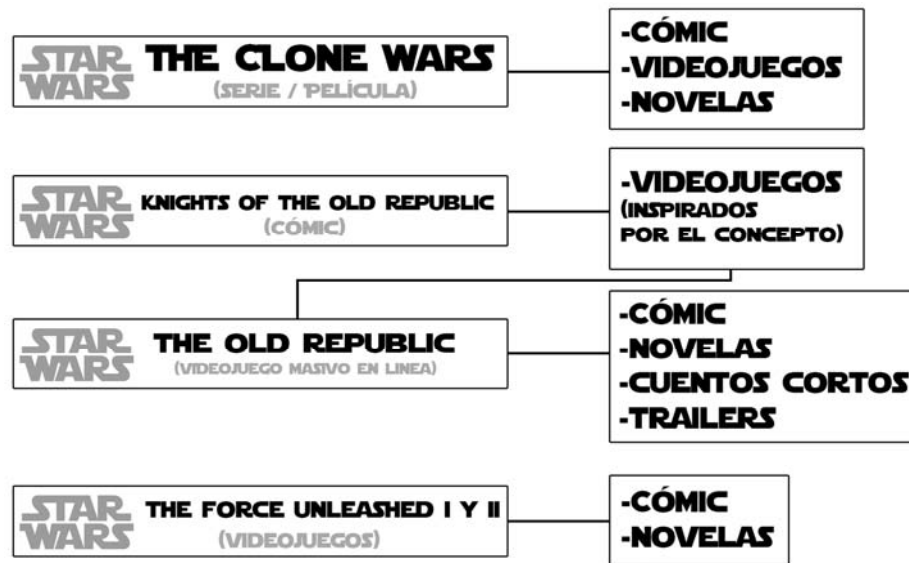 STAR WARS
THE CLONE WARS
(SERIE / PELÍCULA)
-CÓMIC
-VIDEOJUEGOS
-NOVELAS
STAR WARS
KNIGHTS OF THE OLD REPUBLIC
(CÓMIC)
-VIDEOJUEGOS
(INSPIRADOS
POR EL CONCEPTO)
STAR WARS
THE OLD REPUBLIC
(VIDEOJUEGO MASIVO EN LINEA)
-CÓMIC
-NOVELAS
-CUENTOS CORTOS
-TRAILERS
STAR WARS
THE FORCE UNLEASHED I Y II
(VIDEOJUEGOS)
-CÓMIC
-NOVELAS